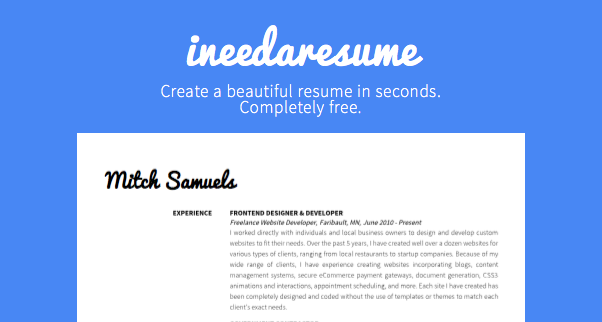 ineedaresume
Create a beautiful resume in seconds.
Completely free.
Mitch Samuels
EXPERIENCE
FRONTEND DESIGNER & DEVELOPER
Freelance Website Developer, Faribault, MN, June 2010 - Present
I worked directly with individuals and local business owners to design and develop custom
websites to fit their needs. Over the past 5 years, I have created well over a dozen websites for
various types of clients, ranging from local restaurants to startup companies. Because of my
wide range of clients, I have experience creating websites incorporating blogs, content
management systems, secure eCommerce payment gateways, document generation, CSS3
animations and interactions, appointment scheduling, and more. Each site I have created has
been completely designed and coded without the use of templates or themes to match each
client's exact needs.